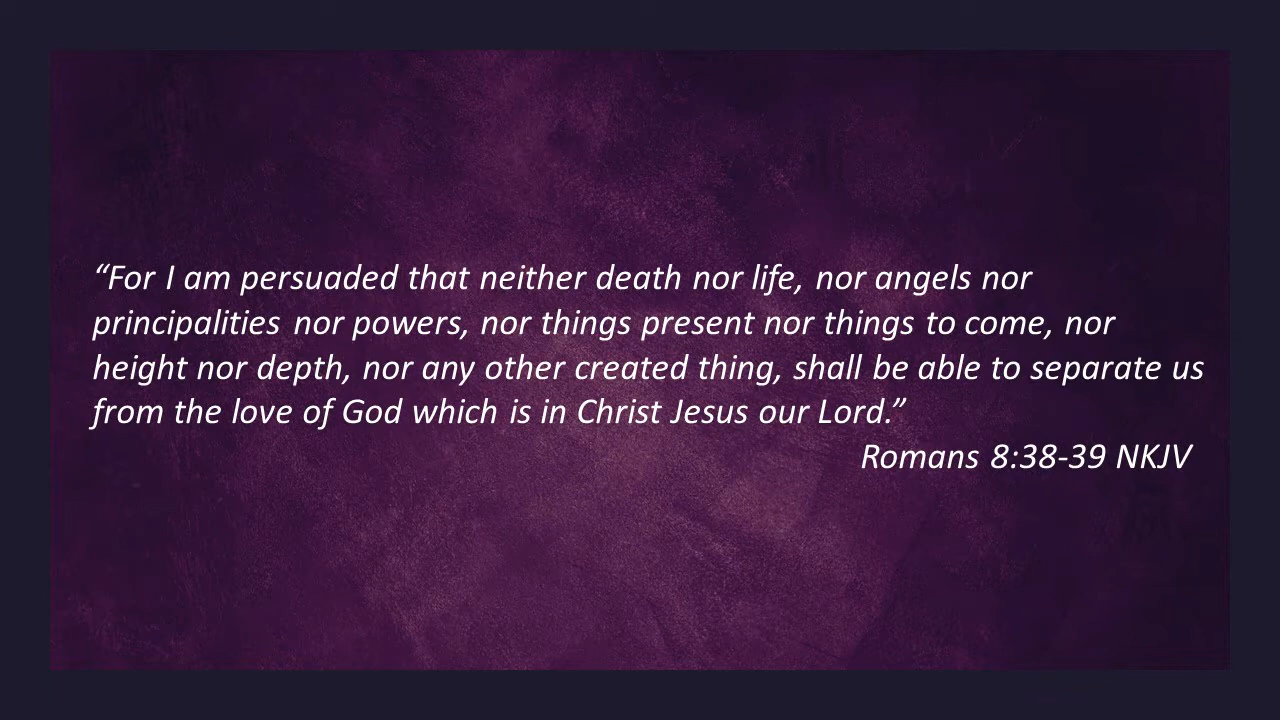 “For I am persuaded that neither death nor life, nor angels nor
principalities nor powers, nor things present nor things to come, nor
height nor depth, nor any other created thing, shall be able to separate us
from the love of God which is in Christ Jesus our Lord.”
Romans 8:38-39 NKJV